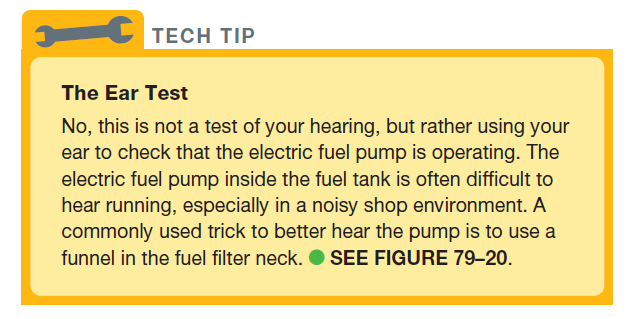 TECH TIP
The Ear Test
No, this is not a test of your hearing, but rather using your
ear to check that the electric fuel pump is operating. The
electric fuel pump inside the fuel tank is often difficult to
hear running, especially in a noisy shop environment. A
commonly used trick to better hear the pump is to use a
funnel in the fuel filter neck. ● SEE FIGURE 79–20.